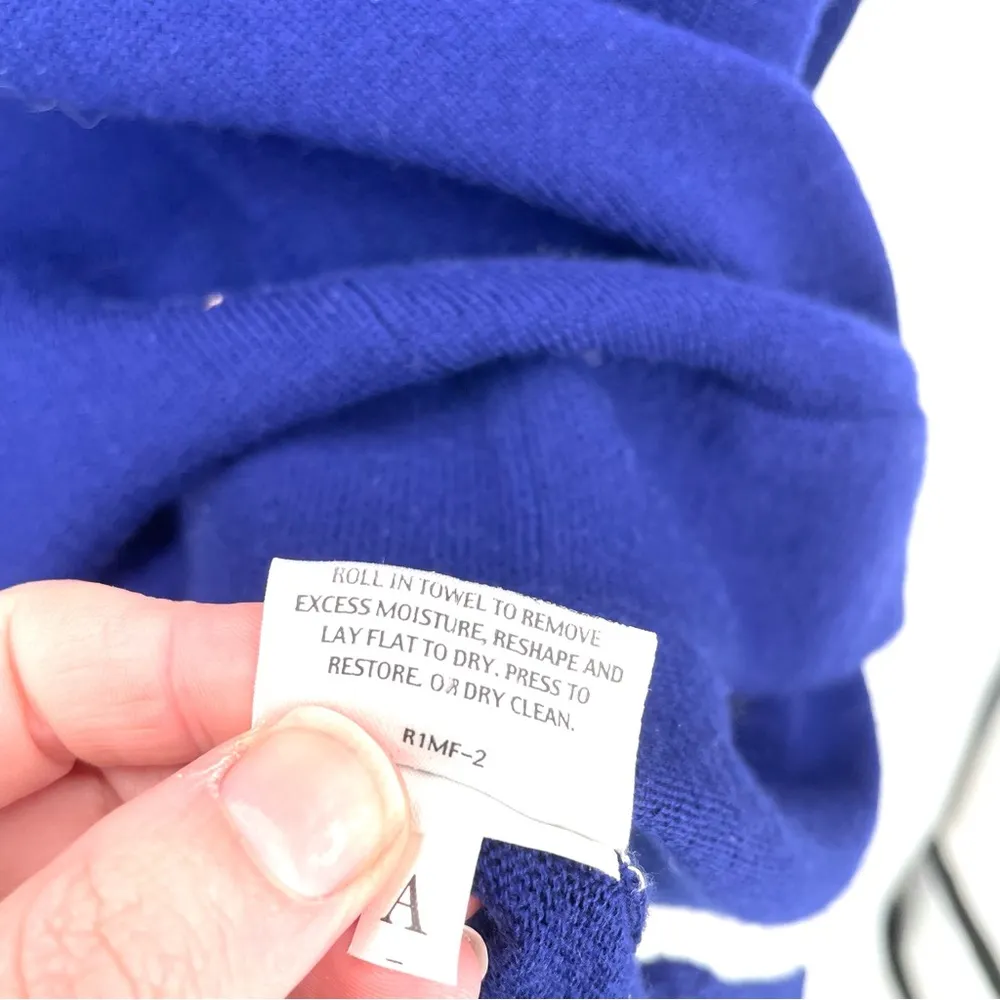 ROLL IN TOWEL TO REMOVE
EXCESS MOISTURE, RESHAPE AND
LAY FLAT TO DRY. PRESS TO
RESTORE. OR DRY CLEAN.
R1MF-2
A